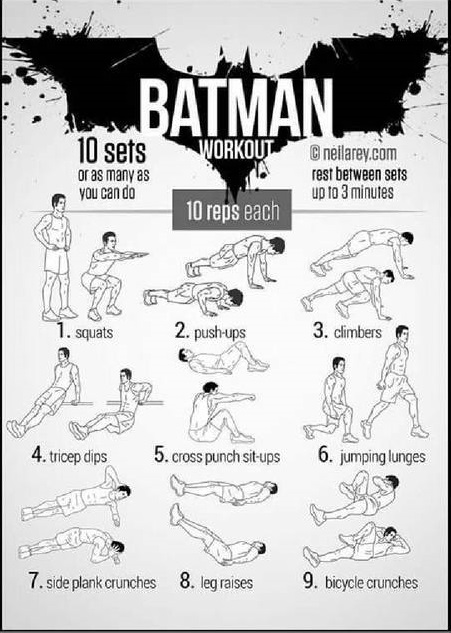 BATMAN
WORKOUT
10 sets
or as many as
you can do
© neilarey.com
rest between sets
up to 3 minutes
10 reps each
1. squats
2. push-ups
3. climbers
4. tricep dips
5. cross punch sit-ups
6. jumping lunges
7. side plank crunches
8. leg raises
9. bicycle crunches